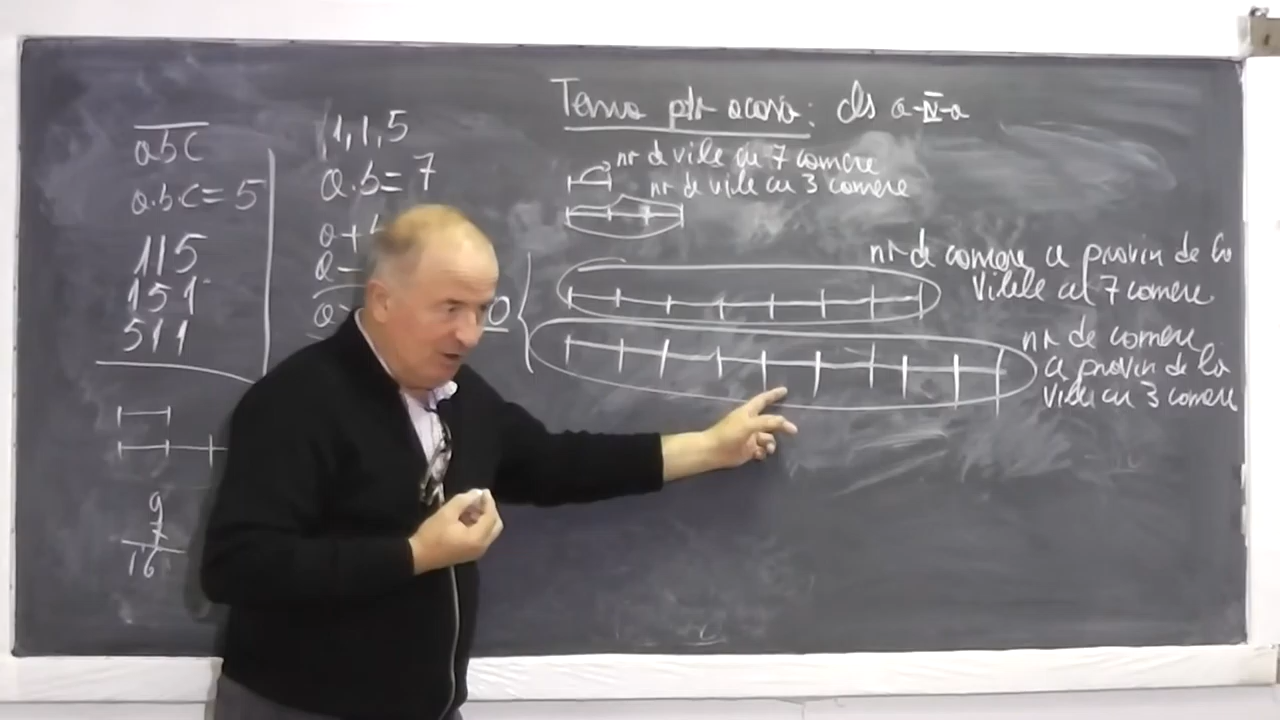 abc
a·b·c=5
115
151
511
9
16
1,1,5
a·b=7
a+
a-
a
0
Tema ptr acasă: cls a-IV-a
nr de vile cu 7 camere
nr de vile cu 3 camere
nr de camere ce provin de la
vilele cu 7 camere
nr de camere
ce provin de la
vilele cu 3 camere